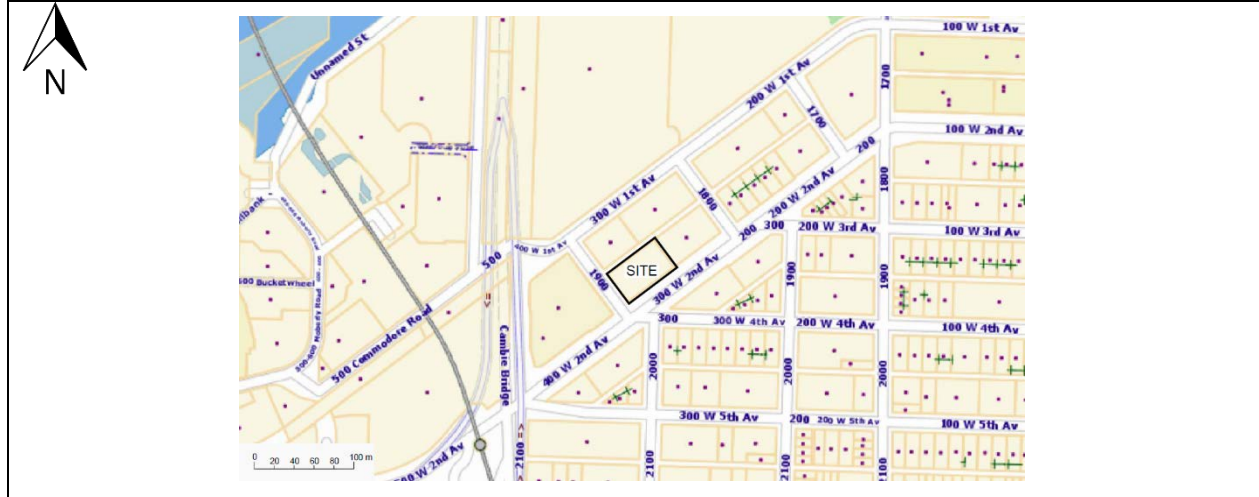 N
100 W 1st Av
Unnamed St
1700
200 W 1st Av
1700
100 W 2nd Av
200
200 W 2nd Av
1800
300 W 1st Av
1800
200
300
200 W 3rd Av
100 W 3rd Av
400 W 1st Av
500
SITE
1900
300 W 2nd Av
1900
1900
500 Commodore Road
Cambie Bridge
300
300 W 4th Av
200 W 4th Av
100 W 4th Av
400 W 2nd Av
2000
2000
2000
300 W 5th Av
200
200 W 5th Av
100 W 5th Av
W 2nd Av
2100
2100
2100
2100
0 20 40 60 80 100 m